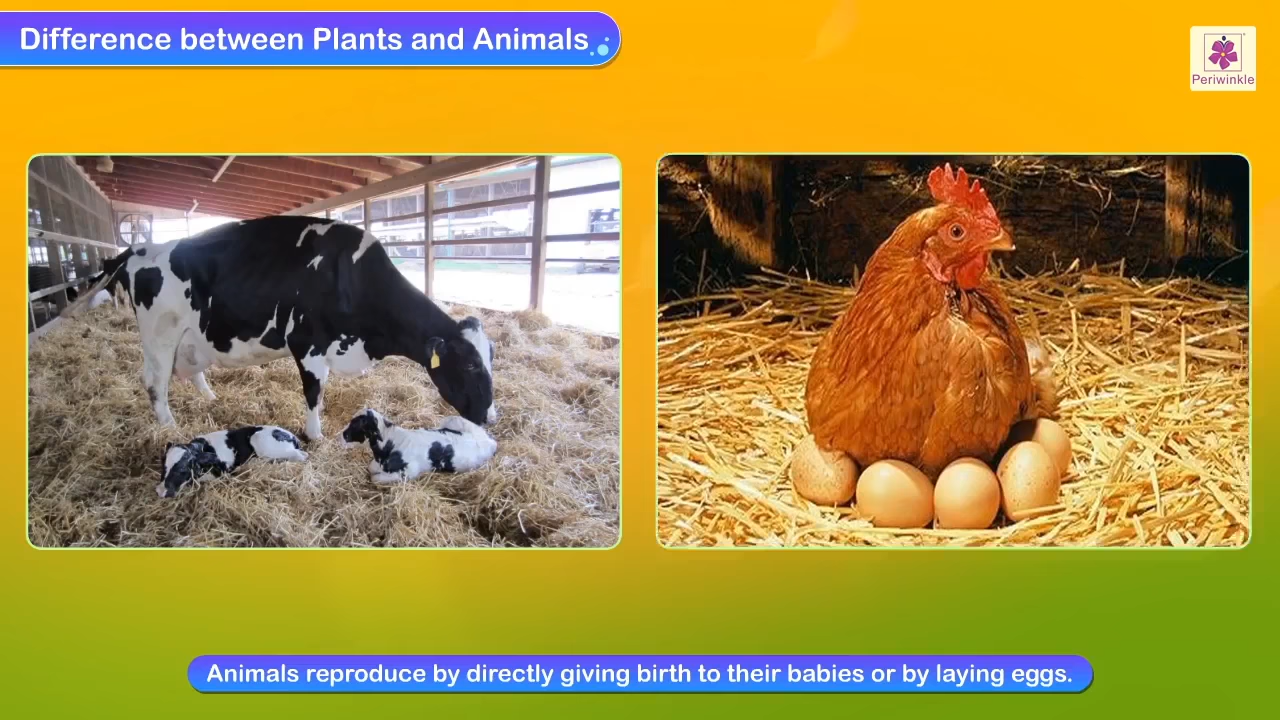 Difference between Plants and Animals
Periwinkle
Animals reproduce by directly giving birth to their babies or by laying eggs.